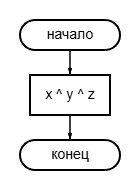 начало
x ^ y ^ z
конец